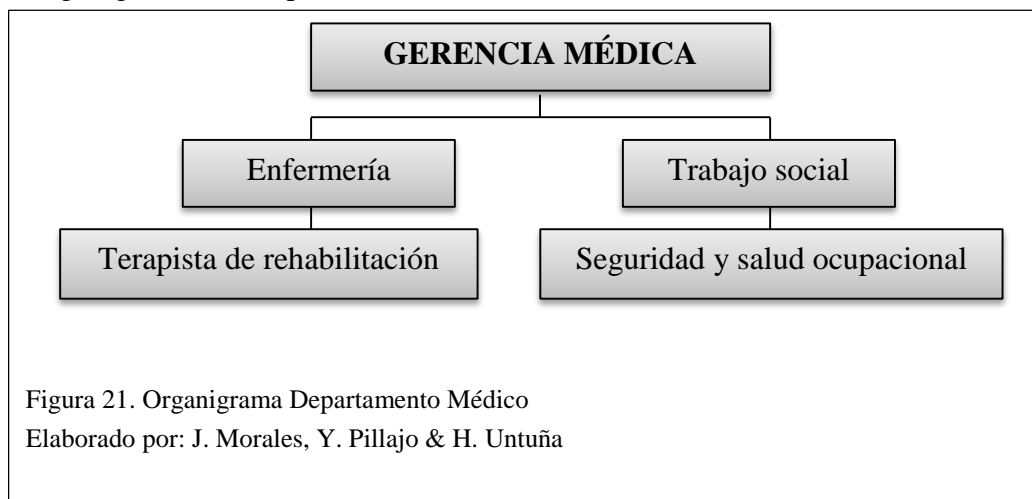 GERENCIA MÉDICA
Enfermería
Trabajo social
Terapista de rehabilitación
Seguridad y salud ocupacional
Figura 21. Organigrama Departamento Médico
Elaborado por: J. Morales, Y. Pillajo & H. Untuña